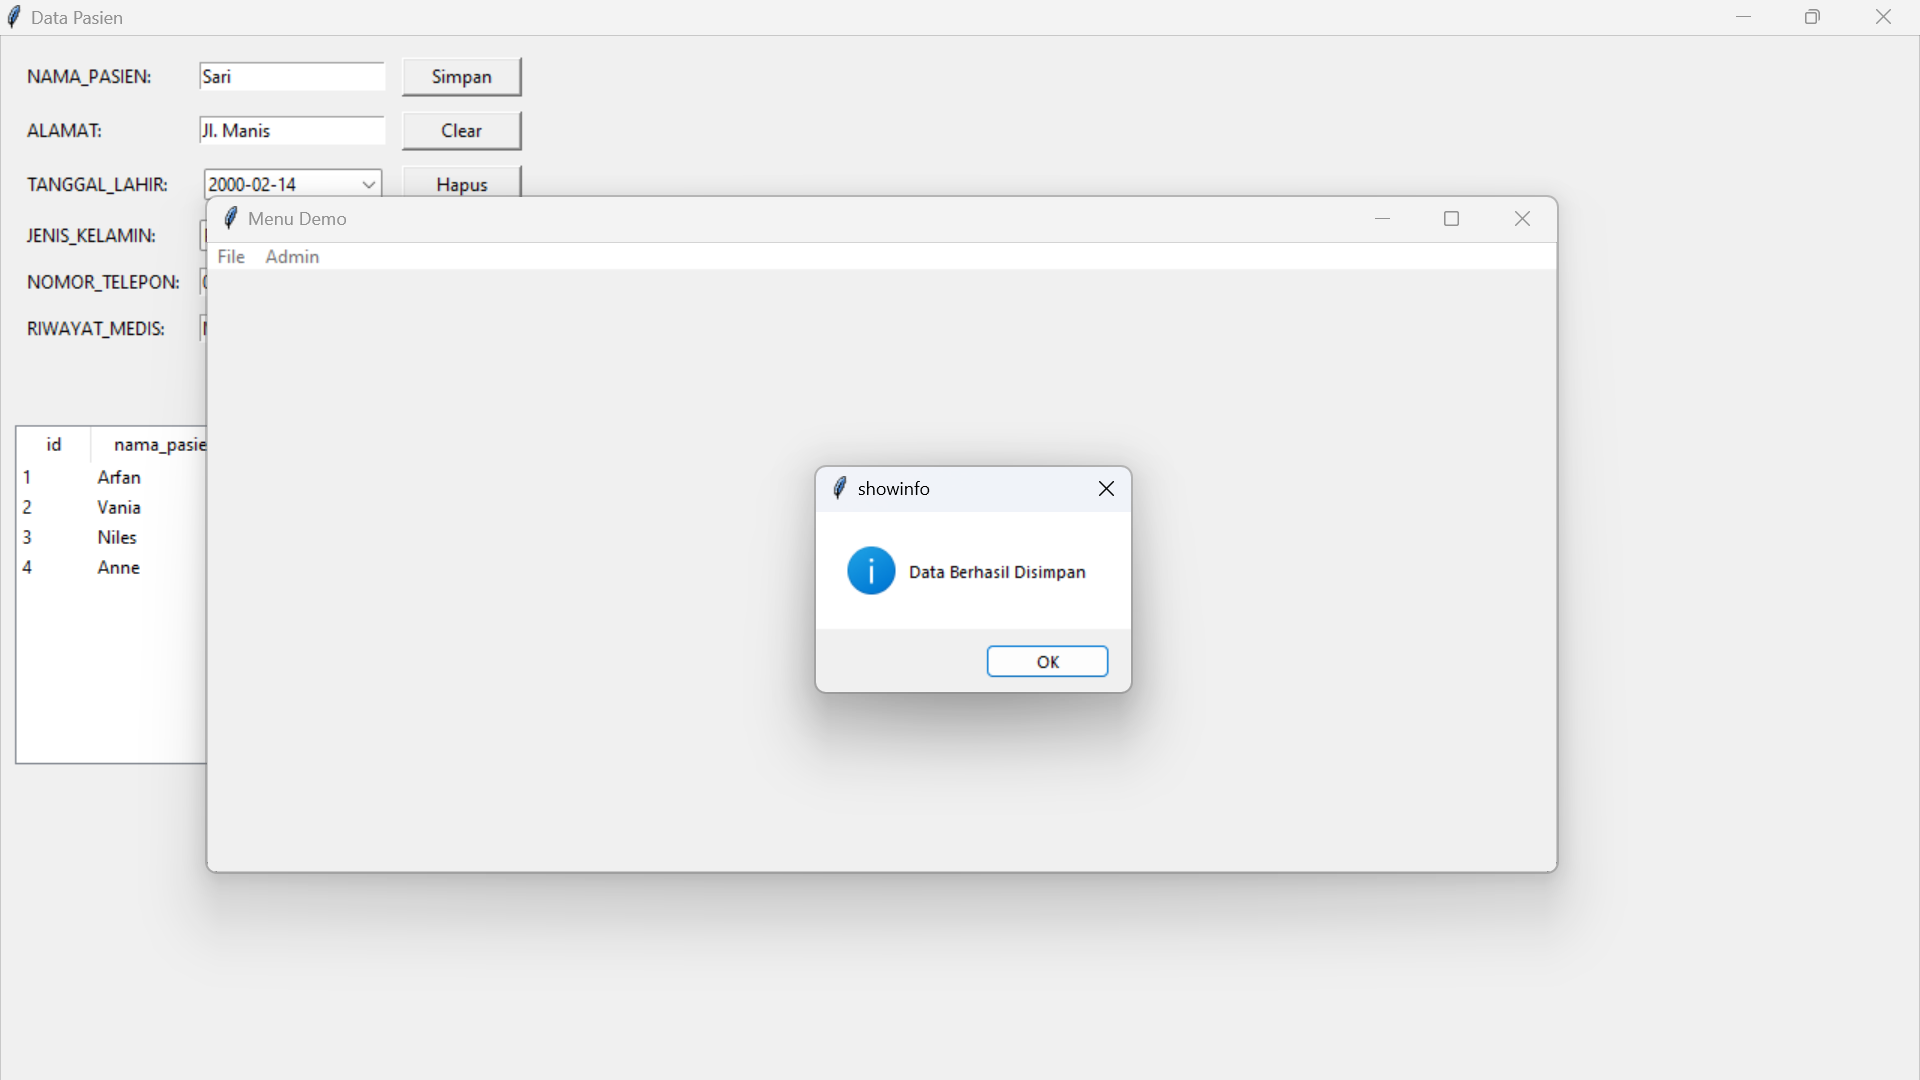 Data Pasien
NAMA_PASIEN: Sari Simpan
ALAMAT: Jl. Manis Clear
TANGGAL_LAHIR: 2000-02-14 Hapus
Menu Demo
JENIS_KELAMIN:
File Admin
NOMOR_TELEPON:
RIWAYAT_MEDIS:
id
1 Arfan
2 Vania
3 Niles
4 Anne
showinfo
Data Berhasil Disimpan
OK